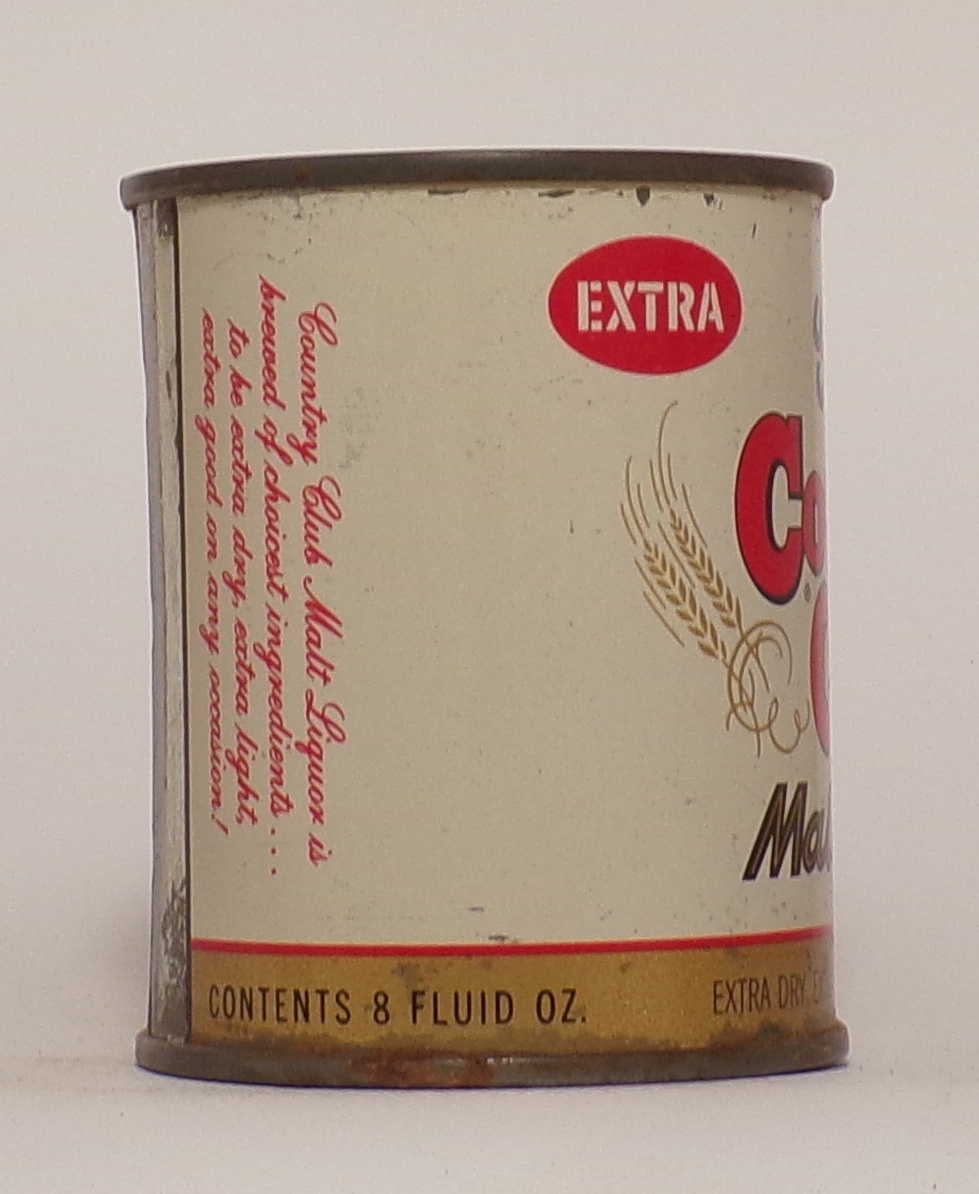 Country Club Malt Liquor is
brewed of choicest ingredients...
to be extra dry, extra light,
extra good on any occasion!
EXTRA
CONTENTS 8 FLUID OZ.
EXTRA DRY,